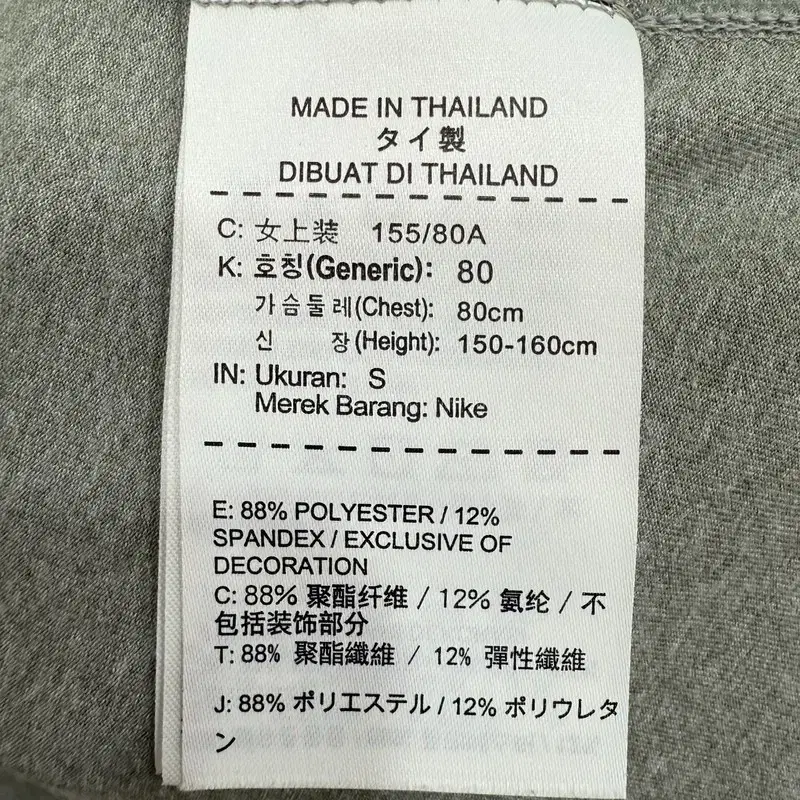 MADE IN THAILAND
タイ製
DIBUAT DI THAILAND
C: 女上装 155/80A
K: 호칭(Generic): 80
가슴둘레(Chest): 80cm
신 장(Height): 150-160cm
IN: Ukuran: S
Merek Barang: Nike
E: 88% POLYESTER / 12%
SPANDEX / EXCLUSIVE OF
DECORATION
C: 88% 聚酯纤维 / 12% 氨纶 / 不
包括装饰部分
T: 88% 聚酯纖維 / 12% 彈性纖維
J: 88% ポリエステル / 12% ポリウレタ
ン